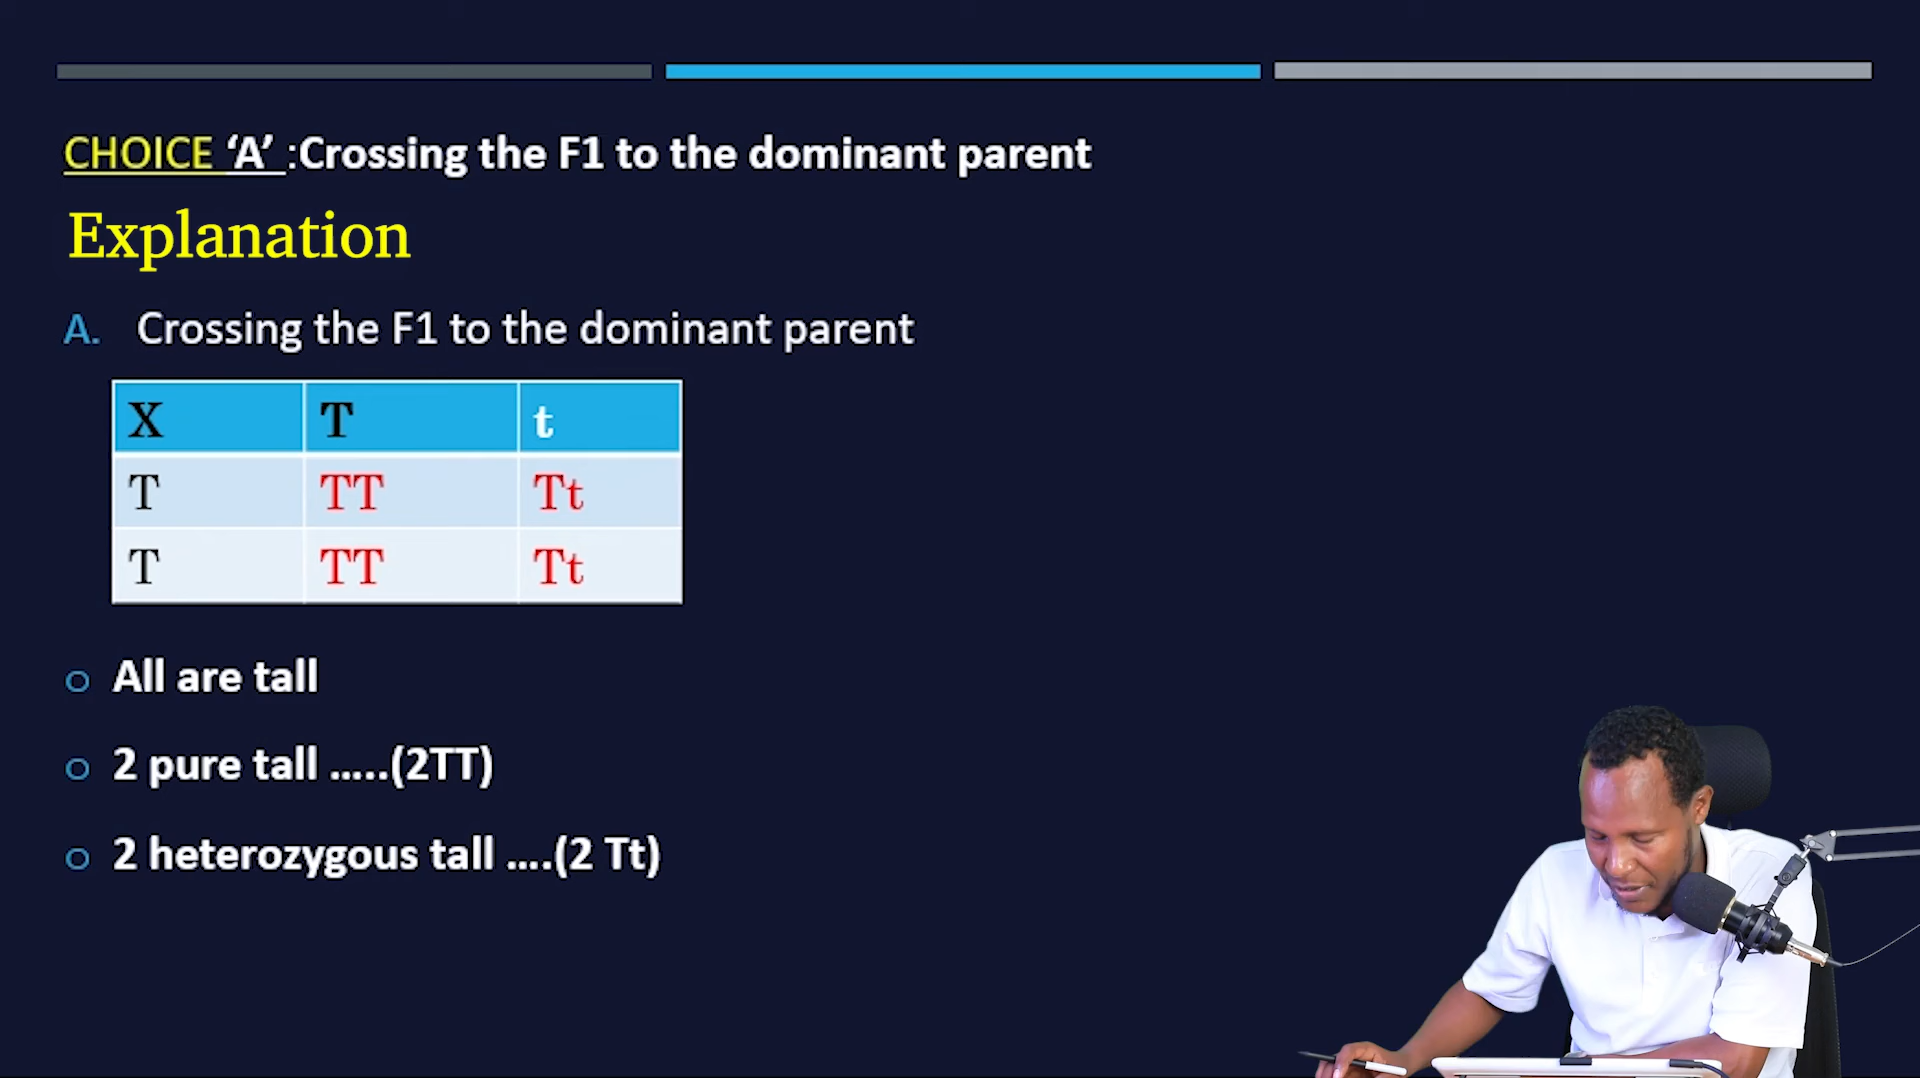 CHOICE ‘A’ :Crossing the F1 to the dominant parent
Explanation
A. Crossing the F1 to the dominant parent
X T t
T TT Tt
T TT Tt
o All are tall
o 2 pure tall .....(2TT)
o 2 heterozygous tall ....(2 Tt)